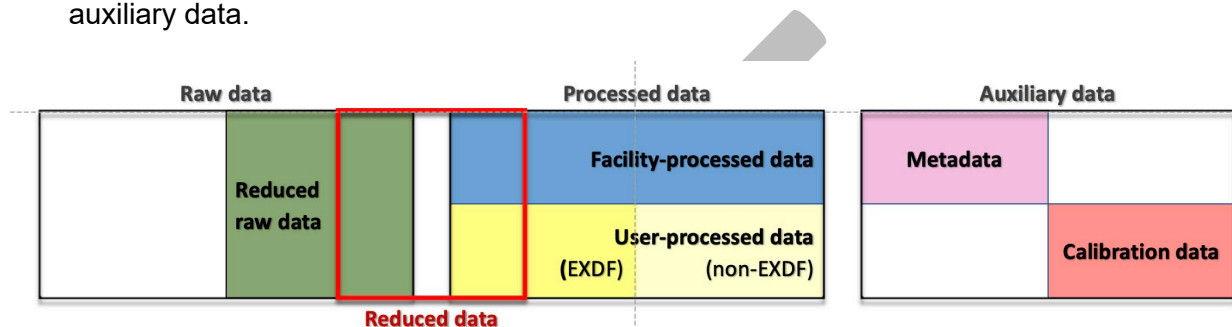 auxiliary data.
Raw data
Processed data
Auxiliary data
Reduced
raw data
Facility-processed data
User-processed data
(EXDF)
(non-EXDF)
Metadata
Calibration data
Reduced data